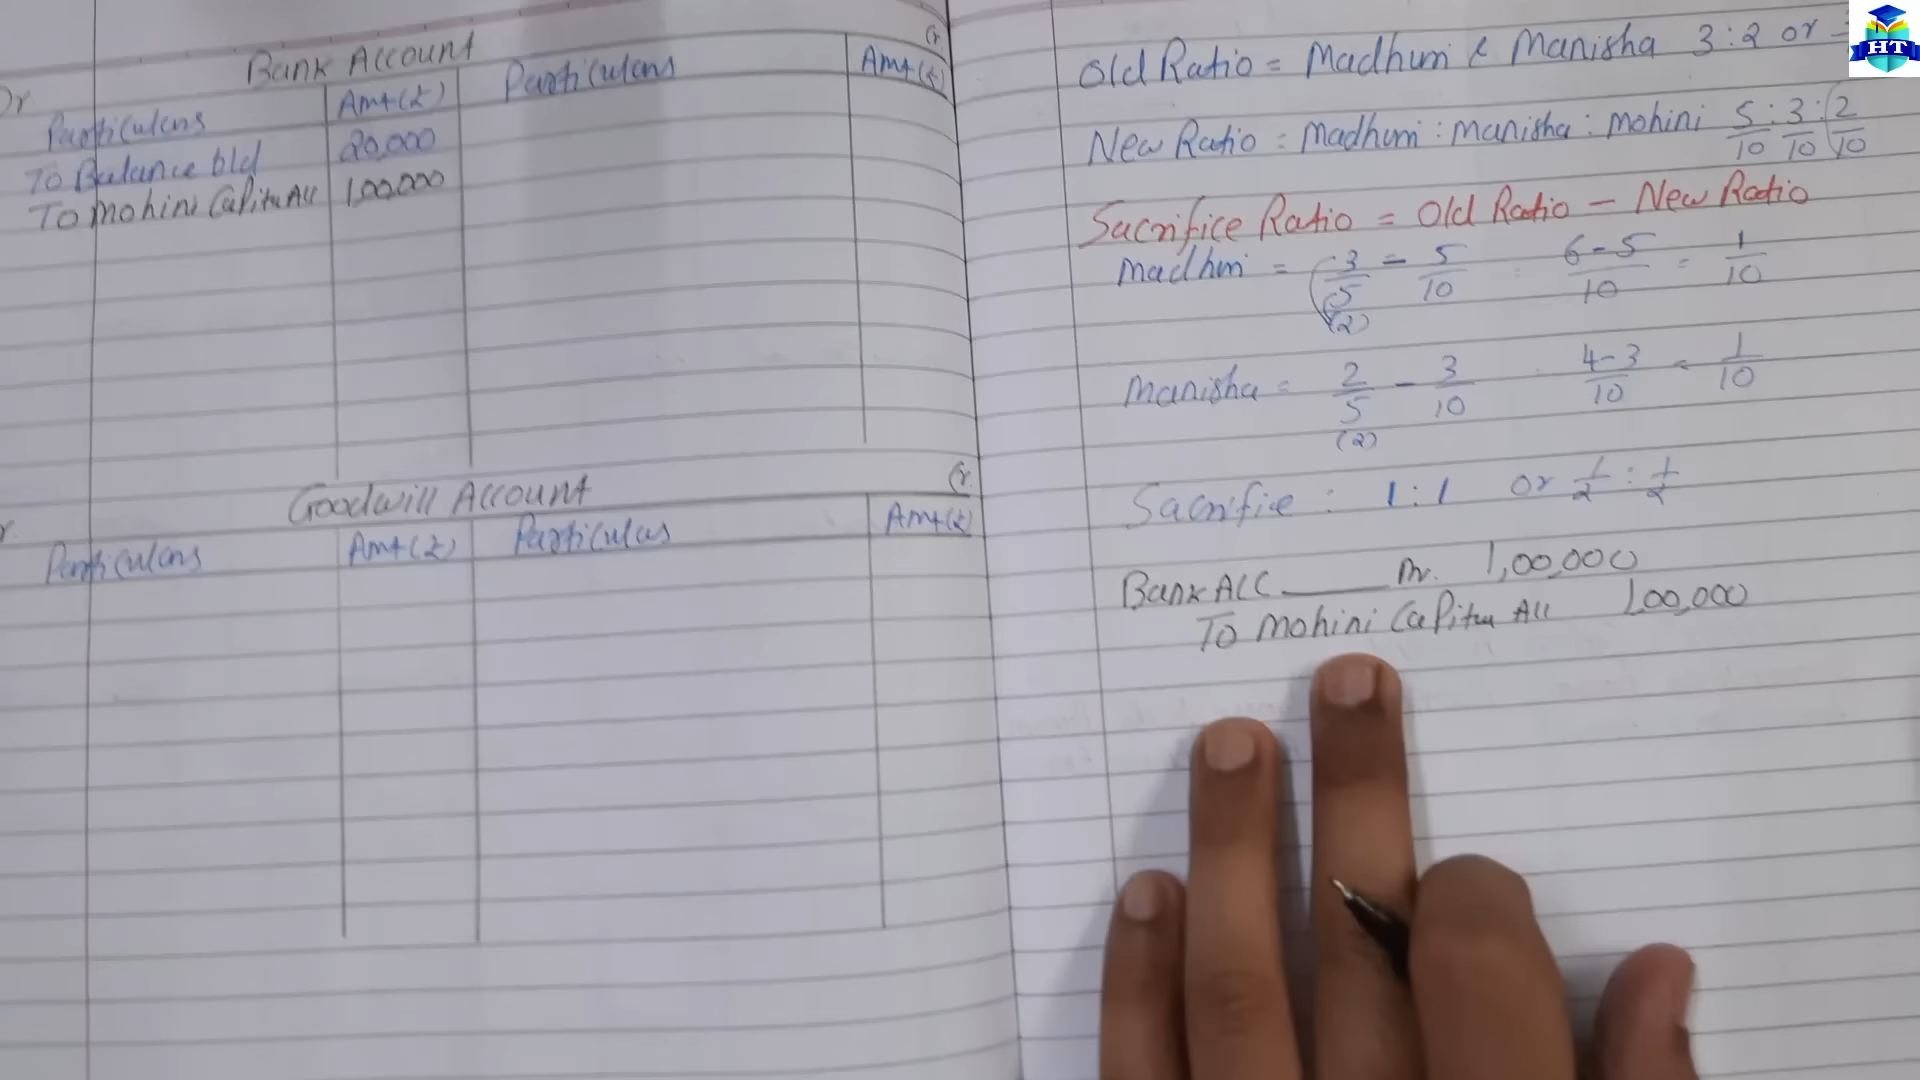 Bank Account
Dr. Cr.
Particulars Amt(₹) Particulars Amt(₹)
To Balance b/d 20,000
To Mohini Capital A/c 1,00,000
Goodwill Account
Cr.
Particulars Amt(₹) Particulars Amt(₹)
Old Ratio = Madhuri & Manisha 3:2 or
New Ratio = Madhuri : Manisha : Mohini 5/10 : 3/10 : 2/10
Sacrifice Ratio = Old Ratio - New Ratio
Madhuri = 3/5 - 5/10 6-5/10 = 1/10
(2)
Manisha = 2/5 - 3/10 4-3/10 = 1/10
(2)
Sacrifice : 1:1 or 1/2 : 1/2
Bank A/C ___ Dr. 1,00,000
To Mohini Capital A/c 1,00,000
HT